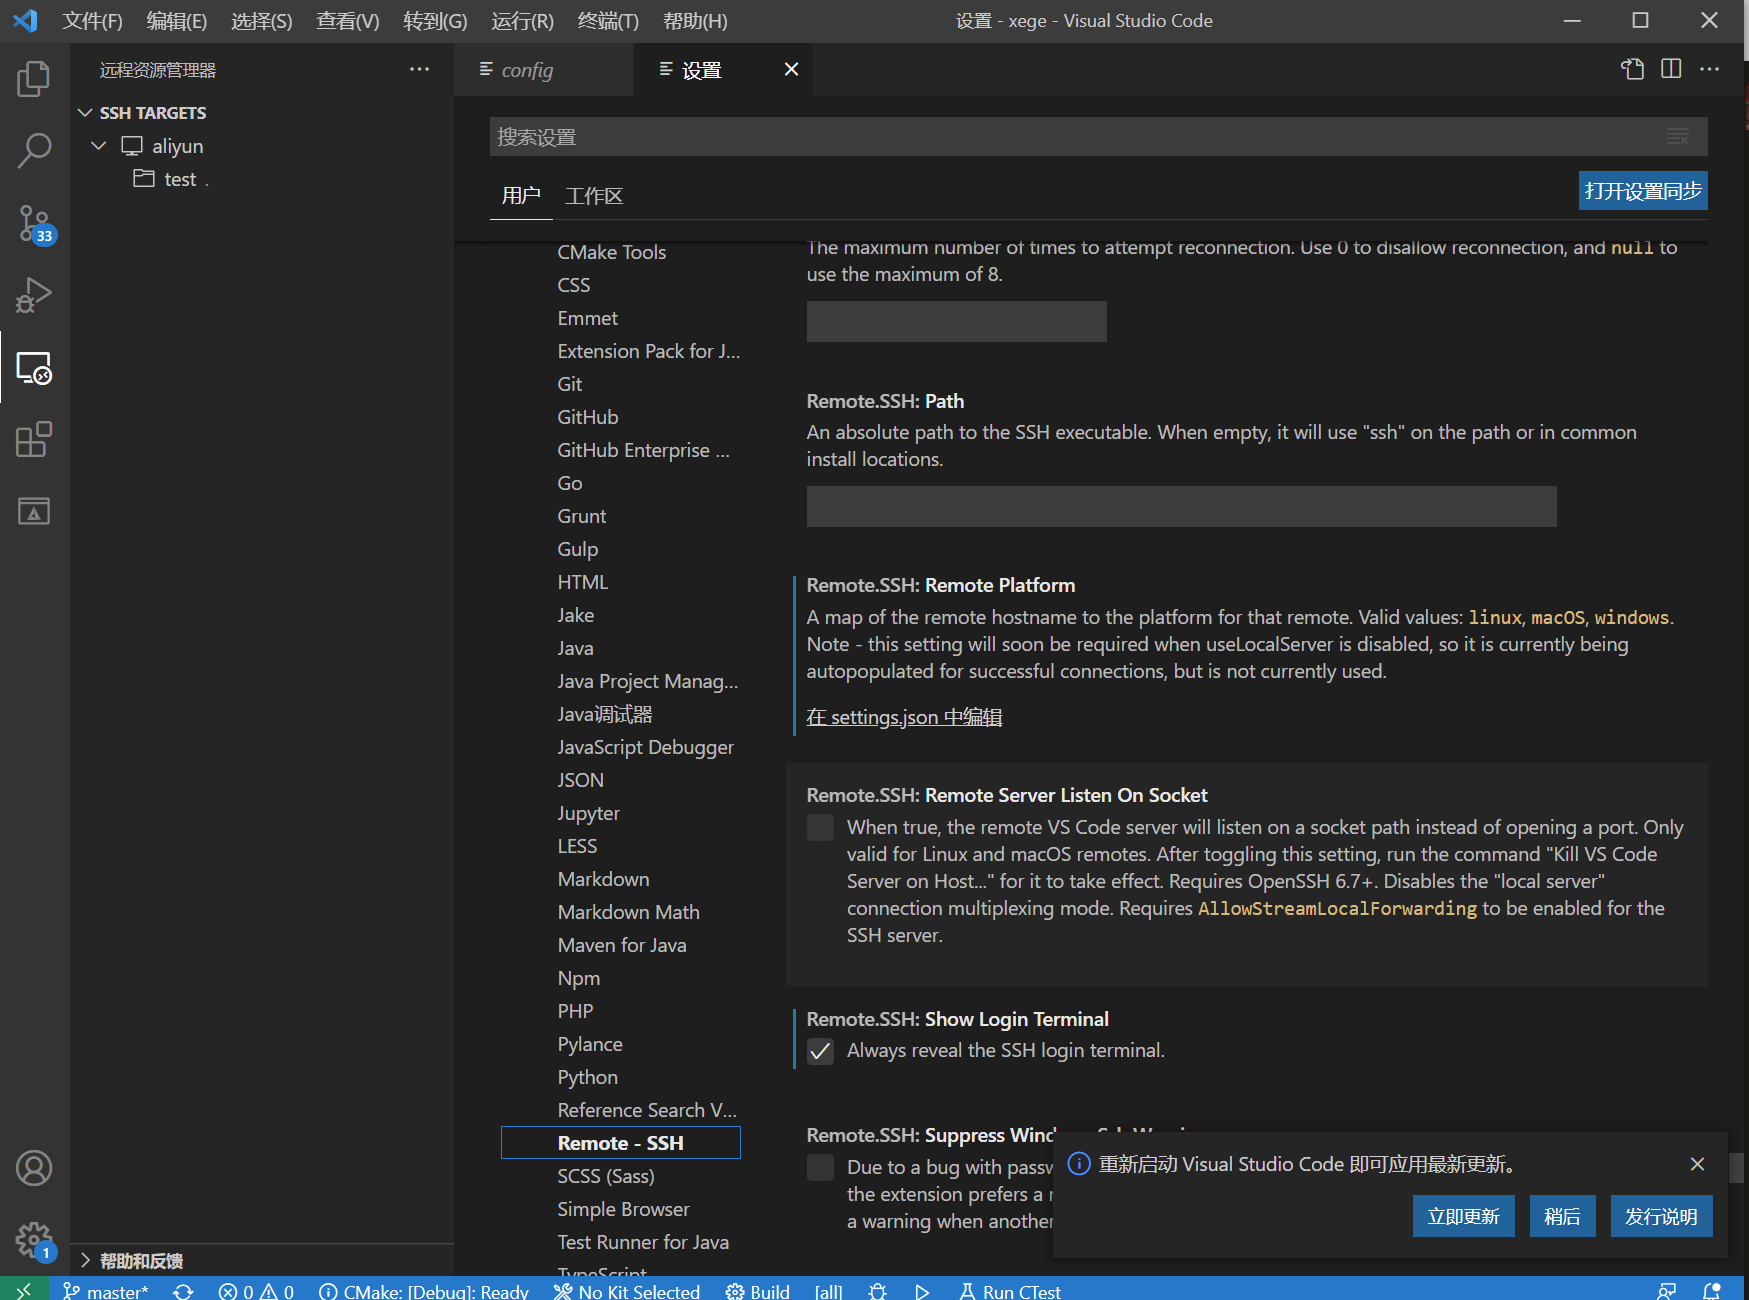 文件(F) 编辑(E) 选择(S) 查看(V) 转到(G) 运行(R) 终端(T) 帮助(H) 设置 - xege - Visual Studio Code
远程资源管理器
SSH TARGETS
aliyun
test .
33
1
帮助和反馈
config 设置
搜索设置
用户 工作区 打开设置同步
CMake Tools
CSS
Emmet
Extension Pack for J...
Git
GitHub
GitHub Enterprise ...
Go
Grunt
Gulp
HTML
Jake
Java
Java Project Manag...
Java调试器
JavaScript Debugger
JSON
Jupyter
LESS
Markdown
Markdown Math
Maven for Java
Npm
PHP
Pylance
Python
Reference Search V...
Remote - SSH
SCSS (Sass)
Simple Browser
Test Runner for Java
TypeScript
The maximum number of times to attempt reconnection. Use 0 to disallow reconnection, and null to
use the maximum of 8.
Remote.SSH: Path
An absolute path to the SSH executable. When empty, it will use "ssh" on the path or in common
install locations.
Remote.SSH: Remote Platform
A map of the remote hostname to the platform for that remote. Valid values: linux, macOS, windows.
Note - this setting will soon be required when useLocalServer is disabled, so it is currently being
autopopulated for successful connections, but is not currently used.
在 settings.json 中编辑
Remote.SSH: Remote Server Listen On Socket
When true, the remote VS Code server will listen on a socket path instead of opening a port. Only
valid for Linux and macOS remotes. After toggling this setting, run the command "Kill VS Code
Server on Host..." for it to take effect. Requires OpenSSH 6.7+. Disables the "local server"
connection multiplexing mode. Requires AllowStreamLocalForwarding to be enabled for the
SSH server.
Remote.SSH: Show Login Terminal
Always reveal the SSH login terminal.
Remote.SSH: Suppress
Due to a bug with
the extension prefers a
a warning when another
重新启动 Visual Studio Code 即可应用最新更新。
立即更新 稍后 发行说明
master* 0 0 CMake: [Debug]: Ready No Kit Selected Build [all] Run CTest